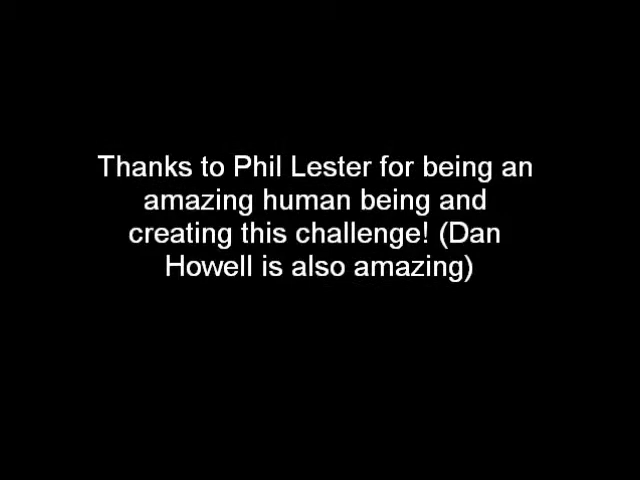 Thanks to Phil Lester for being an
amazing human being and
creating this challenge! (Dan
Howell is also amazing)